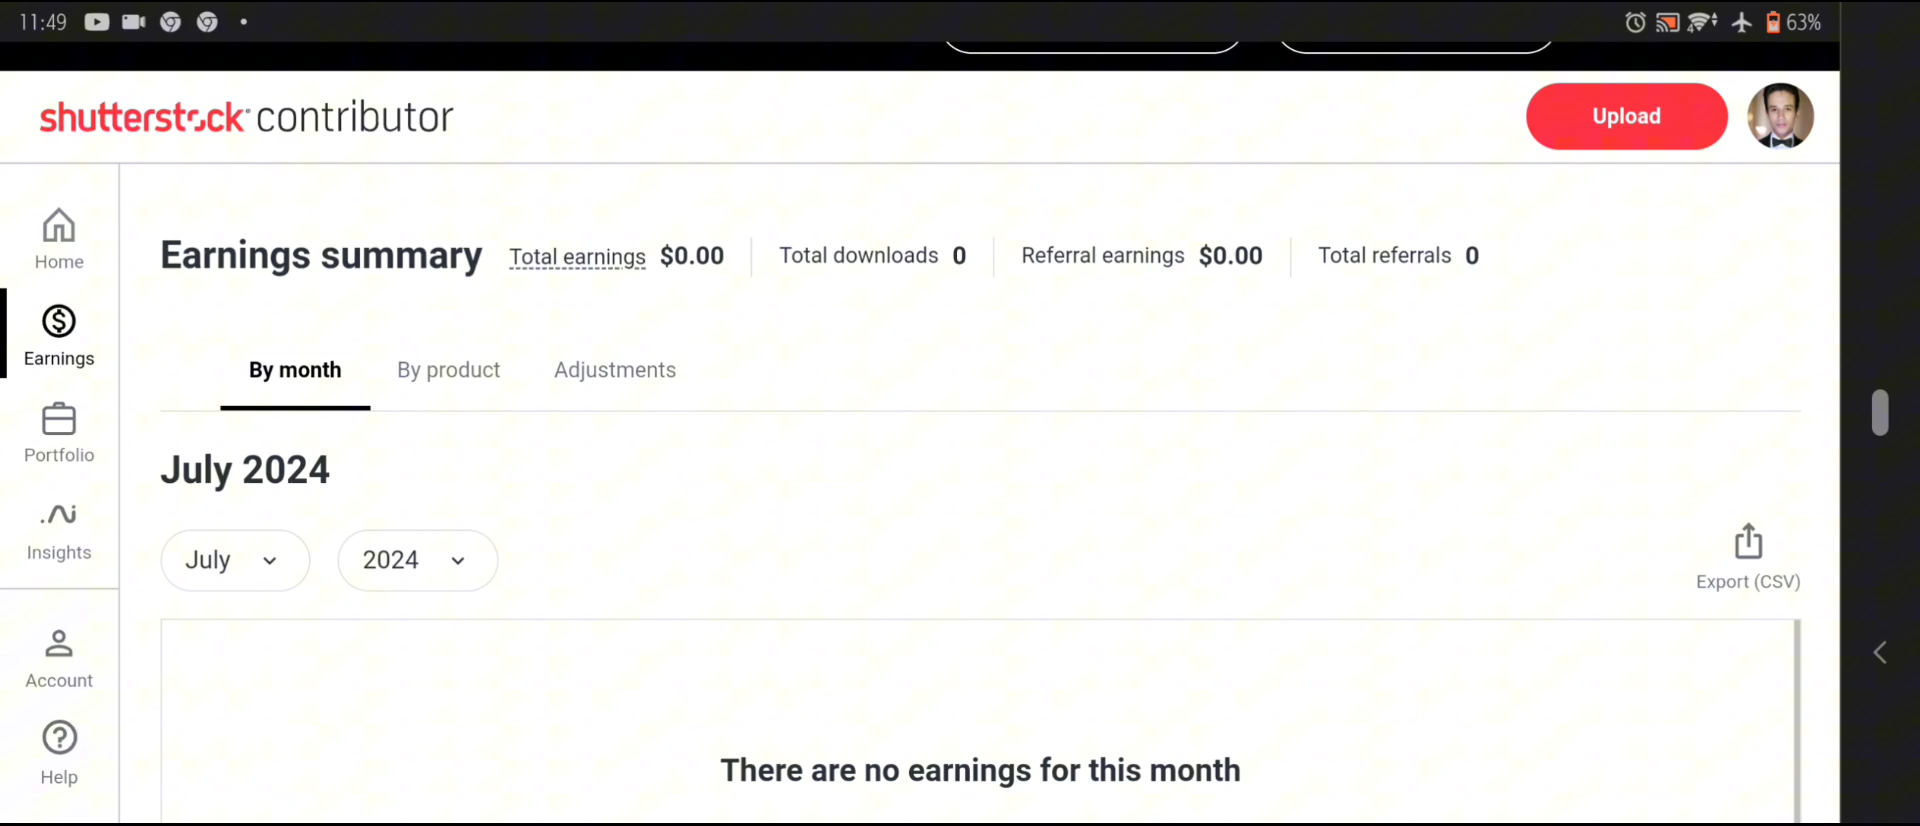 11:49 63%
shutterstock contributor Upload
Home
Earnings summary Total earnings $0.00 Total downloads 0 Referral earnings $0.00 Total referrals 0
Earnings
By month By product Adjustments
Portfolio
July 2024
Insights
July 2024
Export (CSV)
Account
Help
There are no earnings for this month